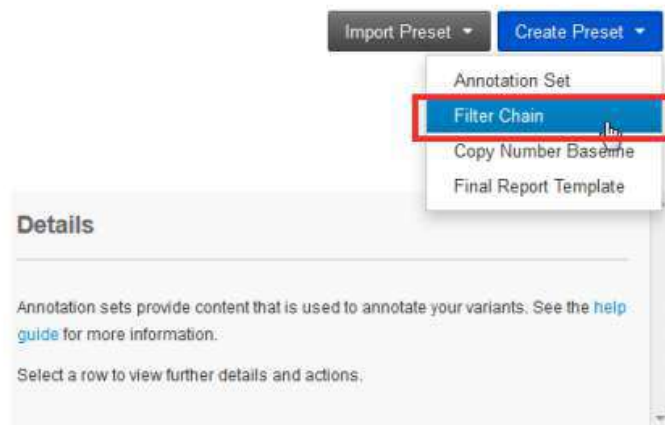 Import Preset
Create Preset
Annotation Set
Filter Chain
Copy Number Baseline
Final Report Template
Details
Annotation sets provide content that is used to annotate your variants. See the help
guide for more information.
Select a row to view further details and actions.